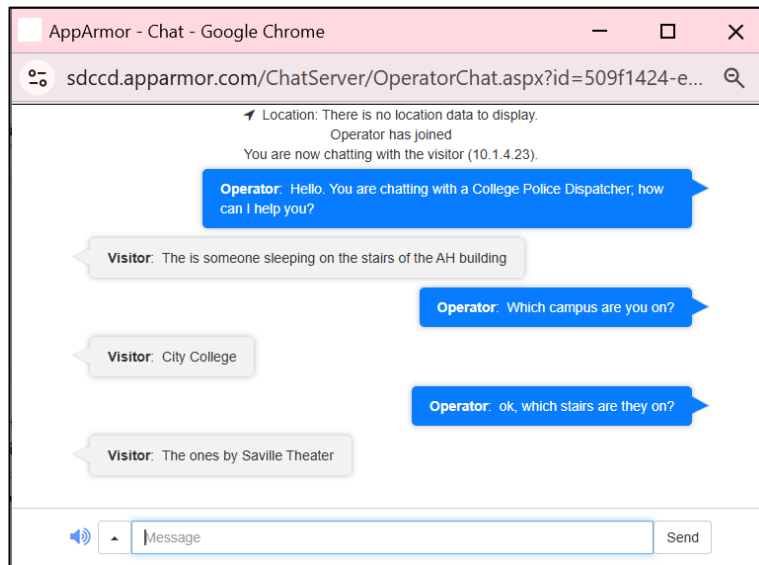 AppArmor - Chat - Google Chrome
sdccd.apparmor.com/ChatServer/OperatorChat.aspx?id=509f1424-e...
Location: There is no location data to display.
Operator has joined
You are now chatting with the visitor (10.1.4.23).
Operator: Hello. You are chatting with a College Police Dispatcher; how
can I help you?
Visitor: The is someone sleeping on the stairs of the AH building
Operator: Which campus are you on?
Visitor: City College
Operator: ok, which stairs are they on?
Visitor: The ones by Saville Theater
Message
Send